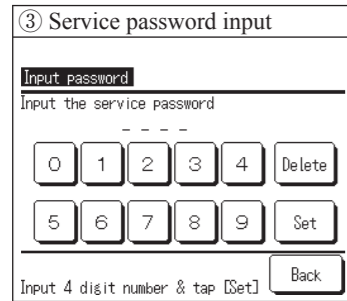 ③ Service password input
Input password
Input the service password
_ _ _ _
0 1 2 3 4 Delete
5 6 7 8 9 Set
Input 4 digit number & tap [Set] Back